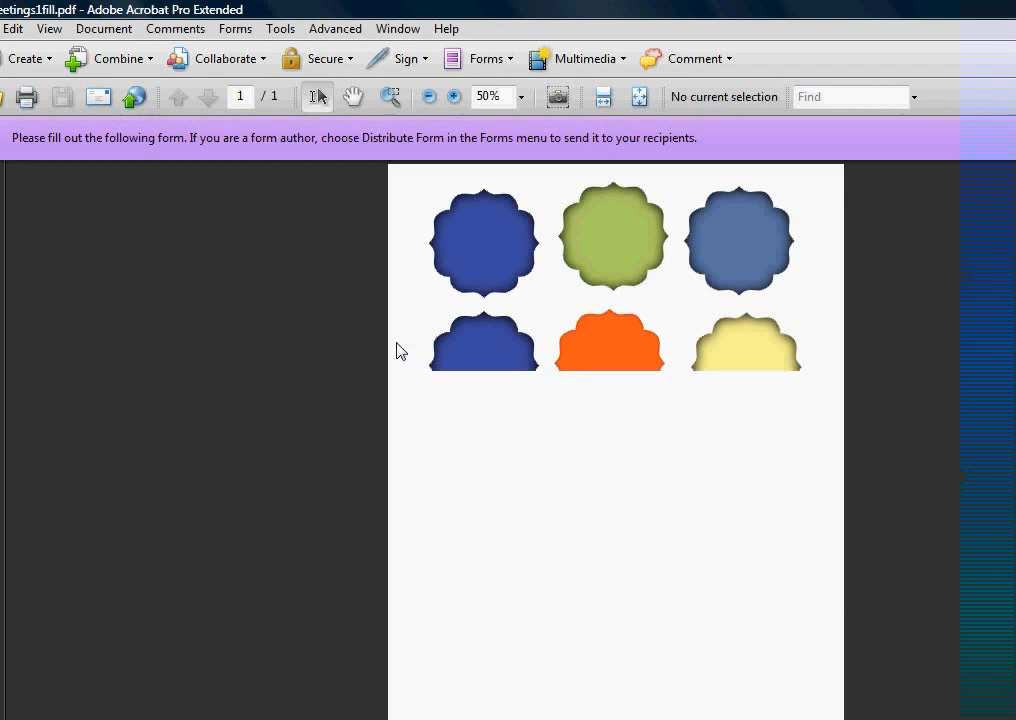 eetings1fill.pdf - Adobe Acrobat Pro Extended
Edit View Document Comments Forms Tools Advanced Window Help
Create Combine Collaborate Secure Sign Forms Multimedia Comment
1 / 1 50% No current selection Find
Please fill out the following form. If you are a form author, choose Distribute Form in the Forms menu to send it to your recipients.